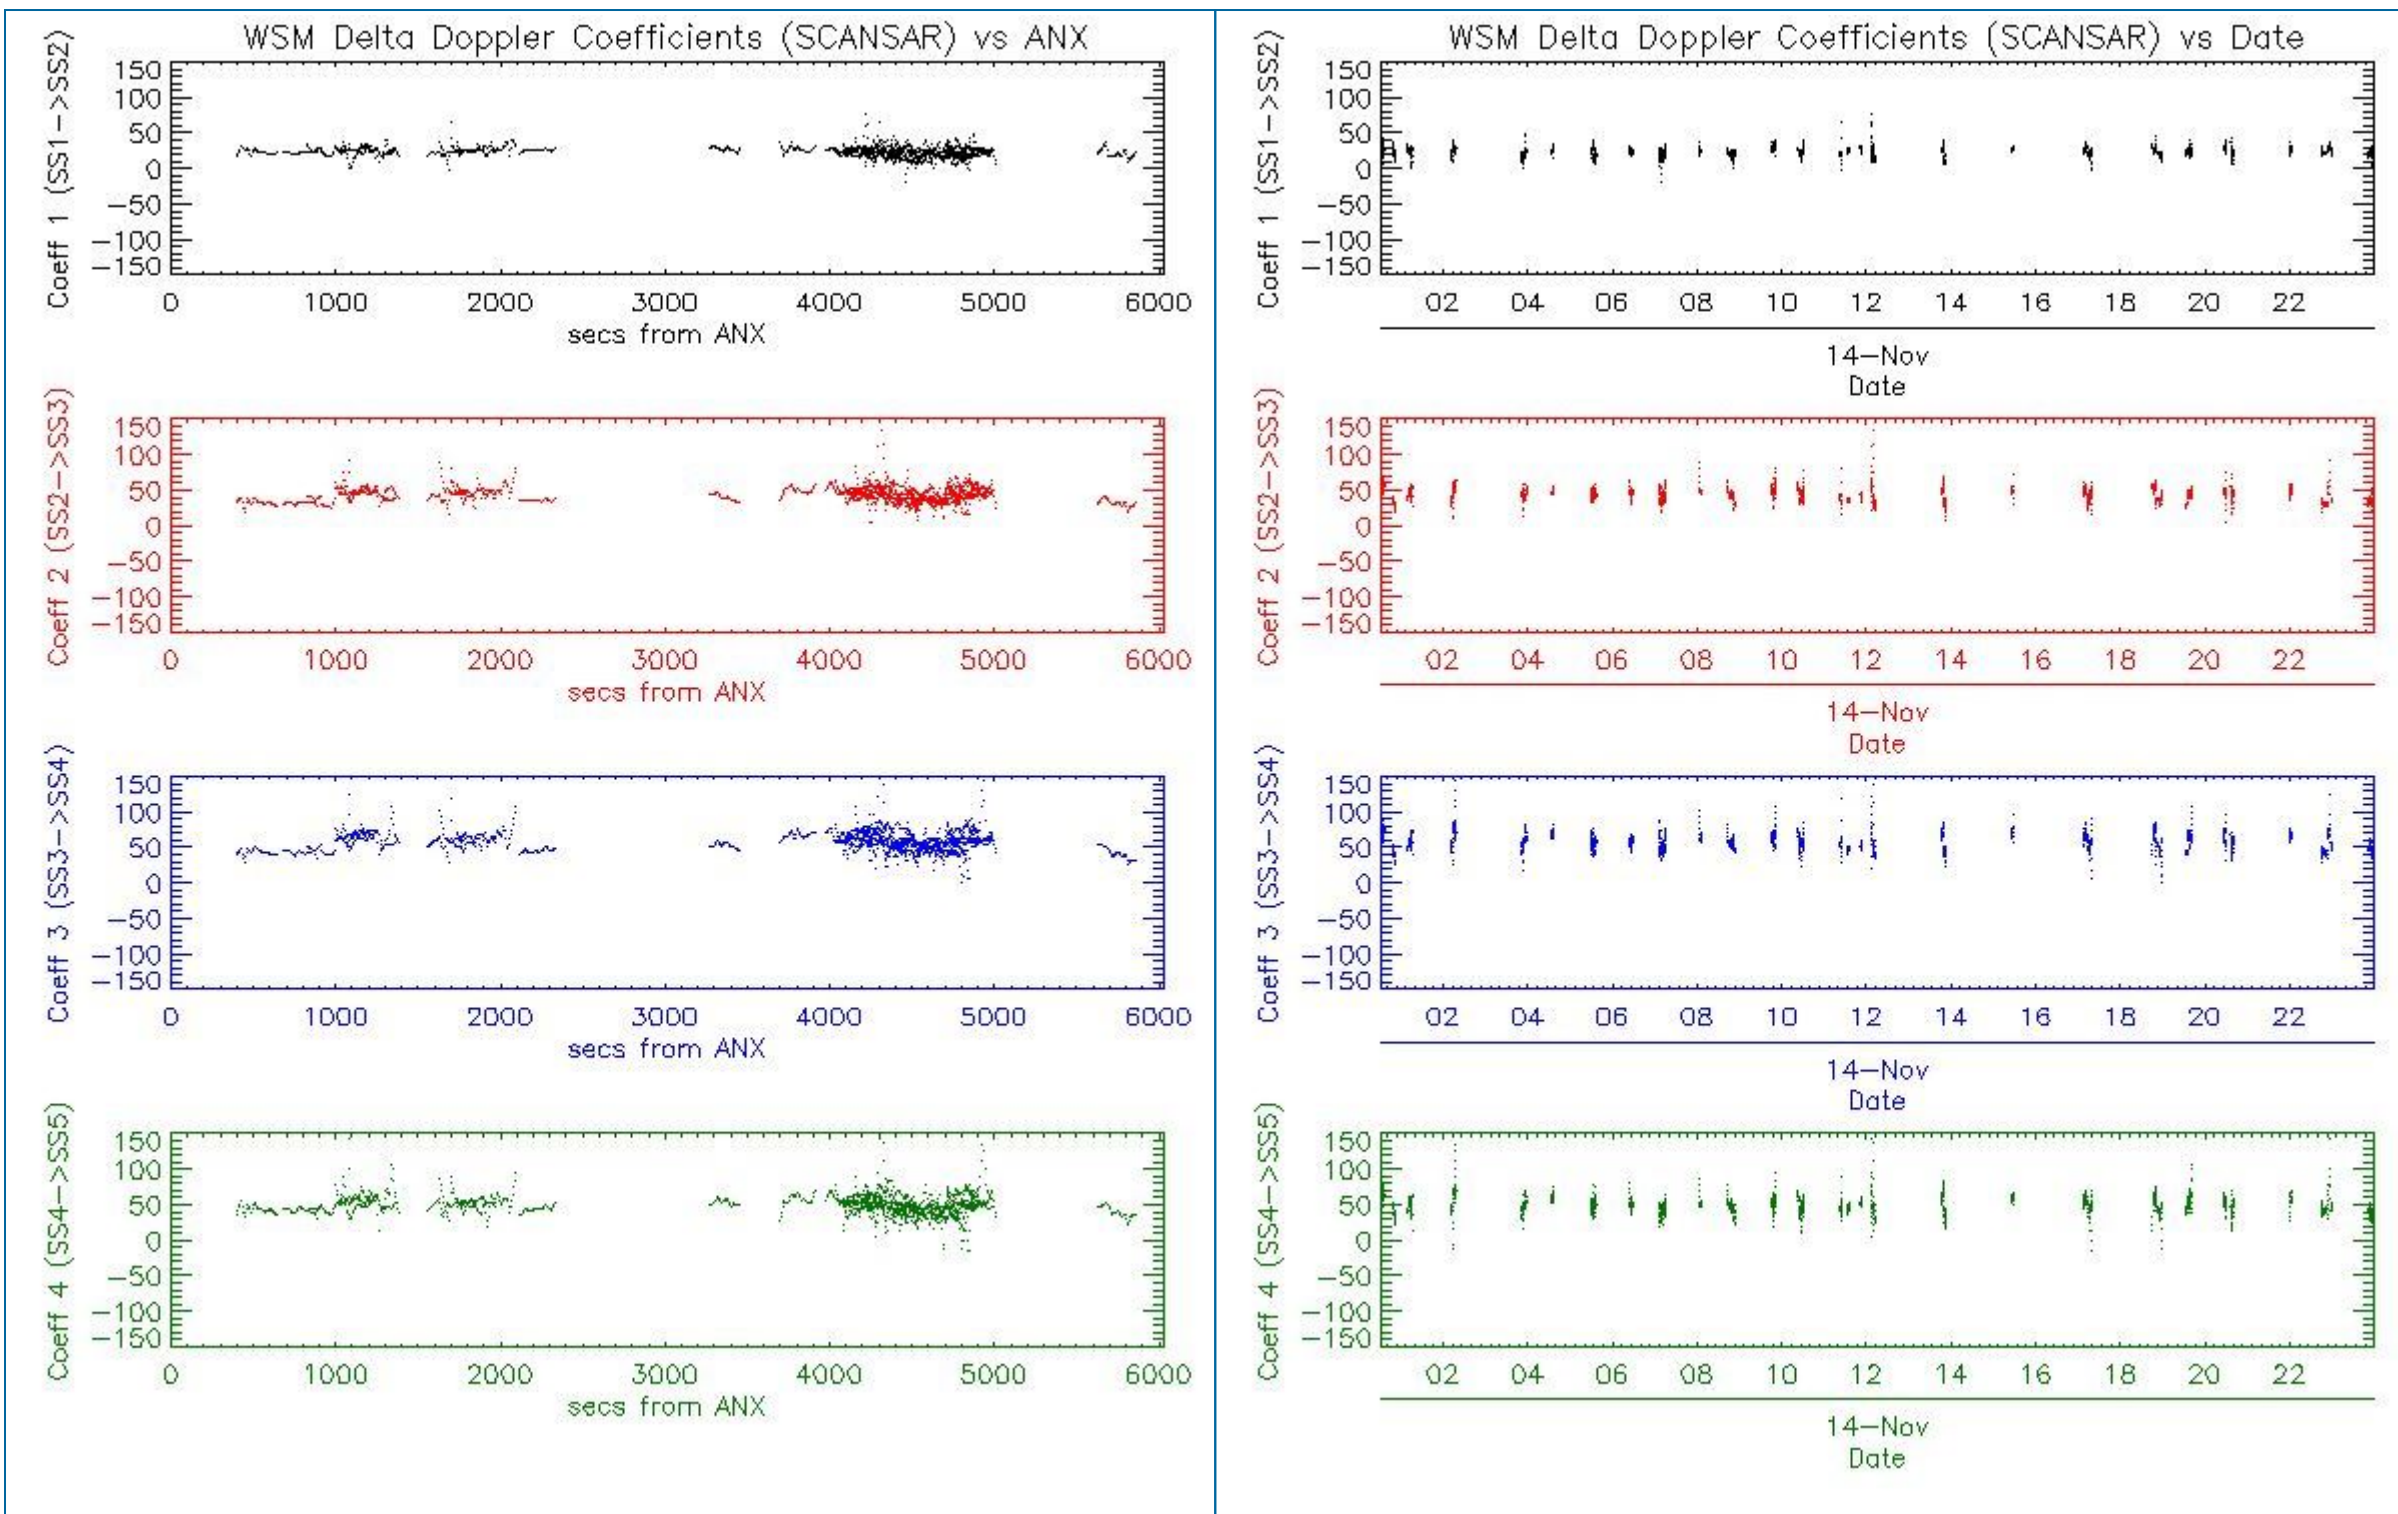 WSM Delta Doppler Coefficients (SCANSAR) vs ANX
Coeff 1 (SS1->SS2)
150
100
50
0
-50
-100
-150
0 1000 2000 3000 4000 5000 6000
secs from ANX
Coeff 2 (SS2->SS3)
150
100
50
0
-50
-100
-150
0 1000 2000 3000 4000 5000 6000
secs from ANX
Coeff 3 (SS3->SS4)
150
100
50
0
-50
-100
-150
0 1000 2000 3000 4000 5000 6000
secs from ANX
Coeff 4 (SS4->SS5)
150
100
50
0
-50
-100
-150
0 1000 2000 3000 4000 5000 6000
secs from ANX
WSM Delta Doppler Coefficients (SCANSAR) vs Date
Coeff 1 (SS1->SS2)
150
100
50
0
-50
-100
-150
02 04 06 08 10 12 14 16 18 20 22
14-Nov
Date
Coeff 2 (SS2->SS3)
150
100
50
0
-50
-100
-150
02 04 06 08 10 12 14 16 18 20 22
14-Nov
Date
Coeff 3 (SS3->SS4)
150
100
50
0
-50
-100
-150
02 04 06 08 10 12 14 16 18 20 22
14-Nov
Date
Coeff 4 (SS4->SS5)
150
100
50
0
-50
-100
-150
02 04 06 08 10 12 14 16 18 20 22
14-Nov
Date